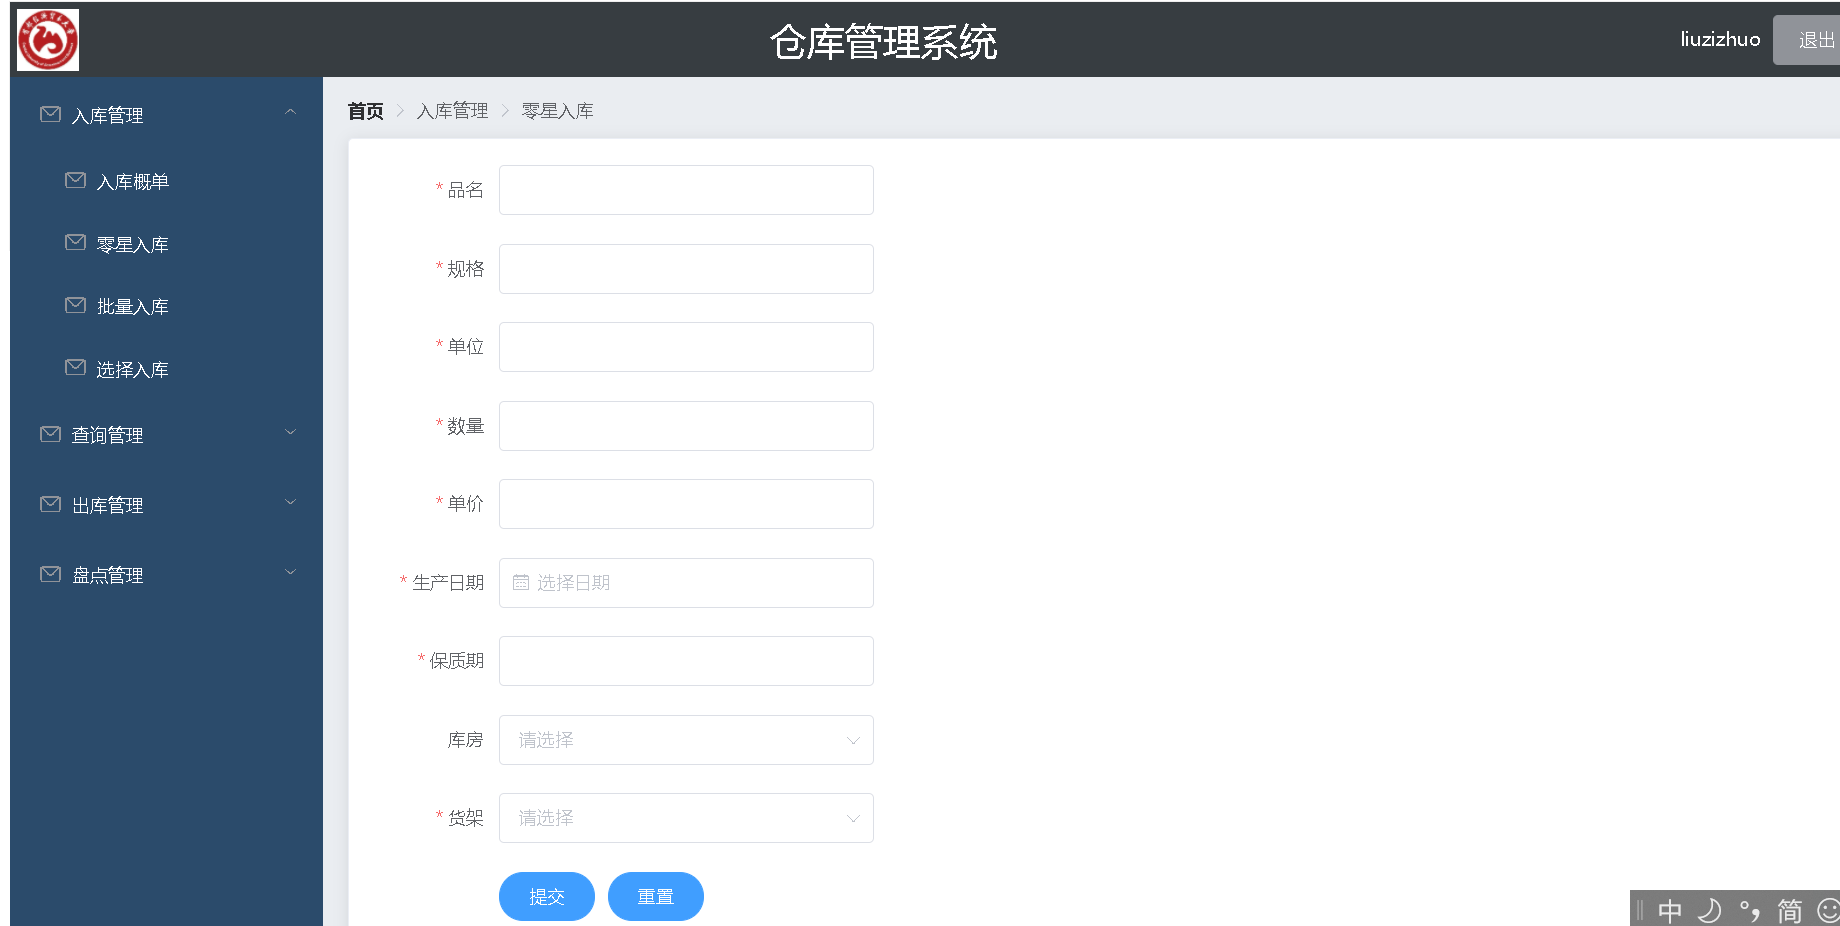 仓库管理系统
liuzizhuo
退出
入库管理
入库概单
零星入库
批量入库
选择入库
查询管理
出库管理
盘点管理
首页 > 入库管理 > 零星入库
* 品名
* 规格
* 单位
* 数量
* 单价
* 生产日期 选择日期
* 保质期
库房 请选择
* 货架 请选择
提交 重置
中 °, 简